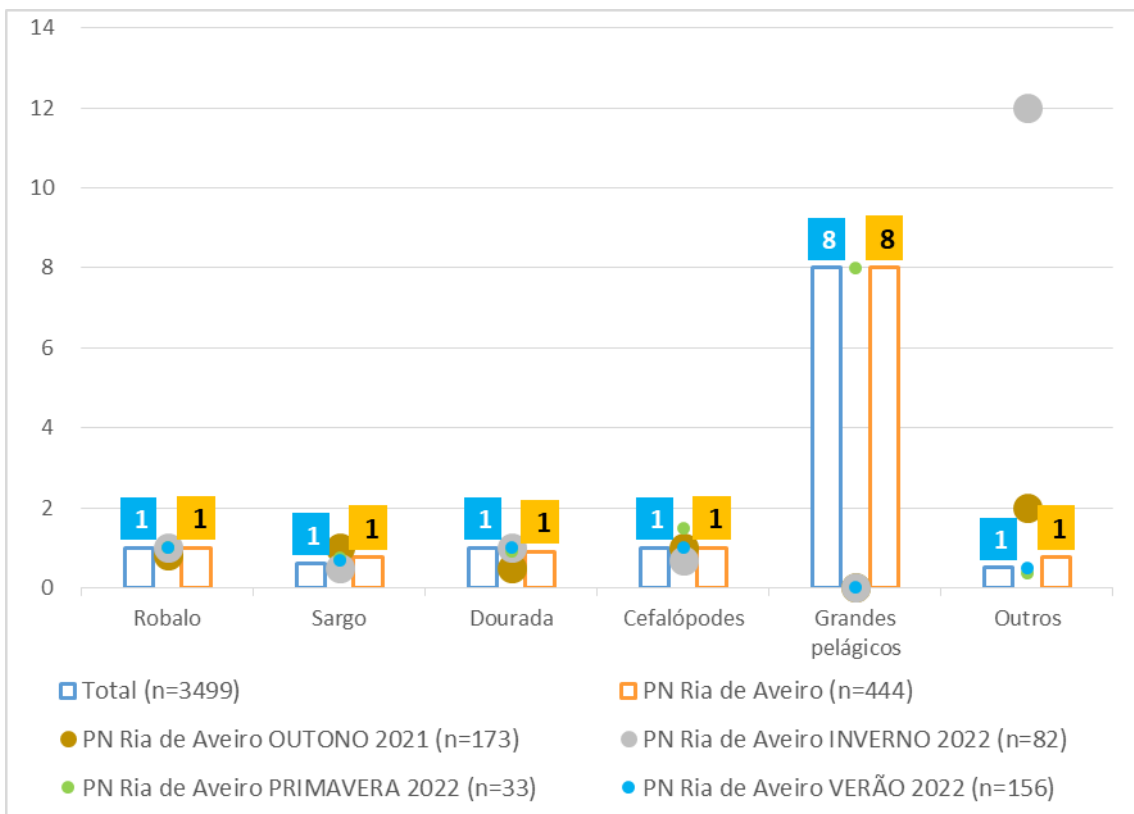 14
12
10
8
6
4
2
0
8 8
1 1 1 1 1 1 1 1 1 1
Robalo Sargo Dourada Cefalópodes Grandes pelágicos Outros
Total (n=3499) PN Ria de Aveiro (n=444)
PN Ria de Aveiro OUTONO 2021 (n=173) PN Ria de Aveiro INVERNO 2022 (n=82)
PN Ria de Aveiro PRIMAVERA 2022 (n=33) PN Ria de Aveiro VERÃO 2022 (n=156)